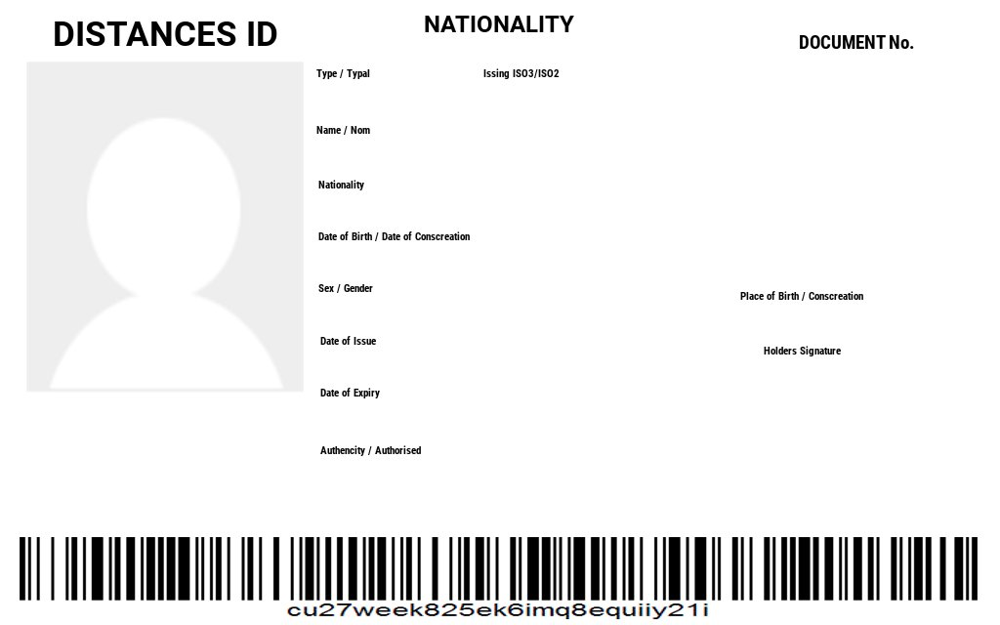 DISTANCES ID
NATIONALITY
DOCUMENT No.
Type / Typal
Issing ISO3/ISO2
Name / Nom
Nationality
Date of Birth / Date of Conscreation
Sex / Gender
Place of Birth / Conscreation
Date of Issue
Holders Signature
Date of Expiry
Authencity / Authorised
cu27week825ek6imq8equiiy21i